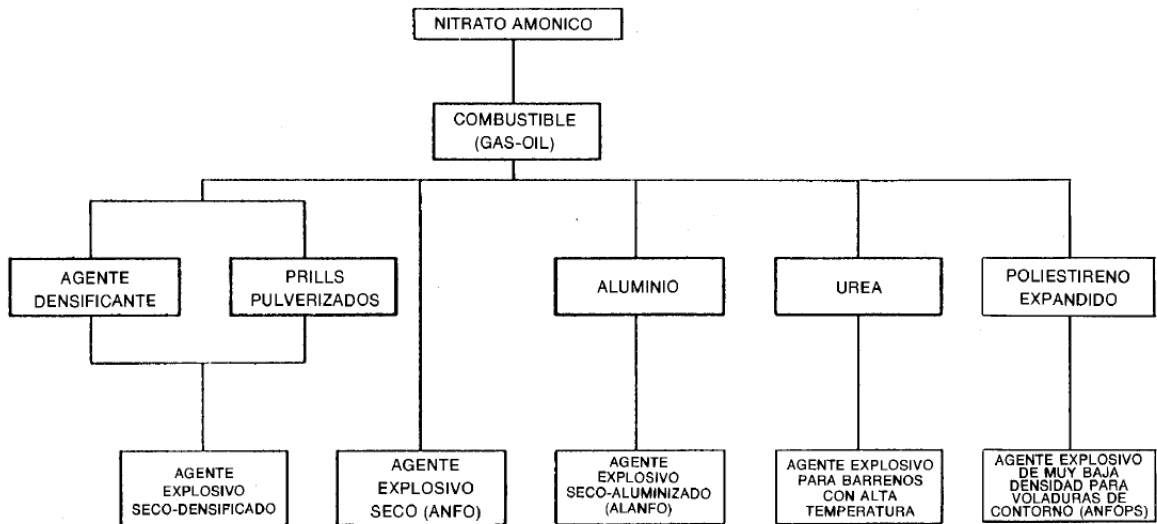 NITRATO AMONICO
COMBUSTIBLE
(GAS-OIL)
AGENTE
DENSIFICANTE
PRILLS
PULVERIZADOS
ALUMINIO
UREA
POLIESTIRENO
EXPANDIDO
AGENTE
EXPLOSIVO
SECO-DENSIFICADO
AGENTE
EXPLOSIVO
SECO (ANFO)
AGENTE
EXPLOSIVO
SECO-ALUMINIZADO
(ALANFO)
AGENTE EXPLOSIVO
PARA BARRENOS
CON ALTA
TEMPERATURA
AGENTE EXPLOSIVO
DE MUY BAJA
DENSIDAD PARA
VOLADURAS DE
CONTORNO (ANFOPS)